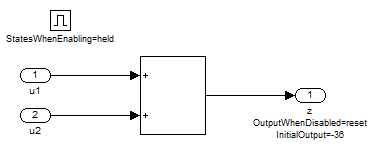 StatesWhenEnabling=held
1
u1
2
u2
+
+
1
z
OutputWhenDisabled=reset
InitialOutput=-36